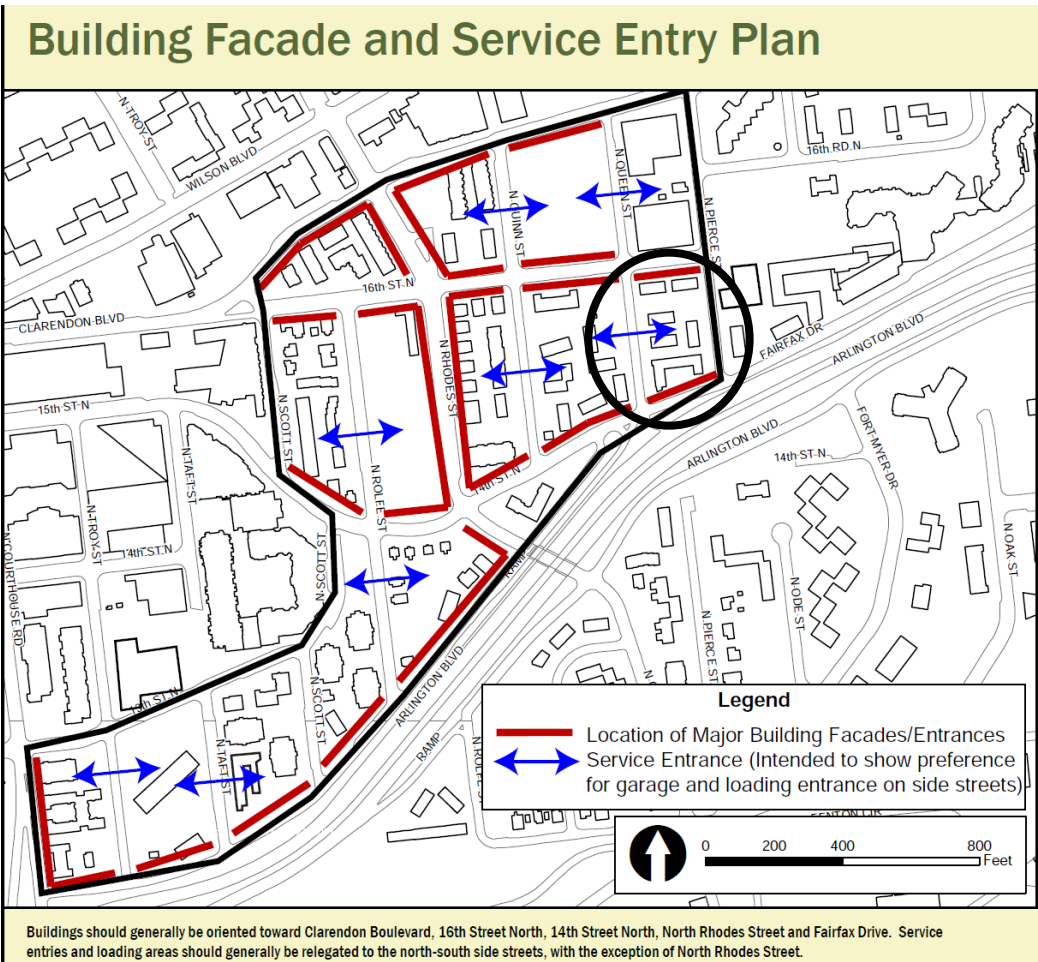 Building Facade and Service Entry Plan
N-TROY-ST
WILSON BLVD
16th RD.N
N QUEEN ST
N QUINN ST
N PIERCE ST
16th ST N
CLARENDON BLVD
FAIRFAX DR
ARLINGTON BLVD
N RHODES ST
15th ST N
N SCOTT ST
N TAFT ST
N ROLFE ST
14th ST N
ARLINGTON BLVD
FORT MYER DR
14th ST N
N TROY ST
14th ST N
N SCOTT ST
N COURTHOUSE RD
RAMP
N OAK ST
N ODE ST
N PIERCE ST
13th ST N
N SCOTT ST
ARLINGTON BLVD
RAMP
N TAFT ST
Legend
Location of Major Building Facades/Entrances
Service Entrance (Intended to show preference
for garage and loading entrance on side streets)
0 200 400 800
Feet
Buildings should generally be oriented toward Clarendon Boulevard, 16th Street North, 14th Street North, North Rhodes Street and Fairfax Drive. Service
entries and loading areas should generally be relegated to the north-south side streets, with the exception of North Rhodes Street.